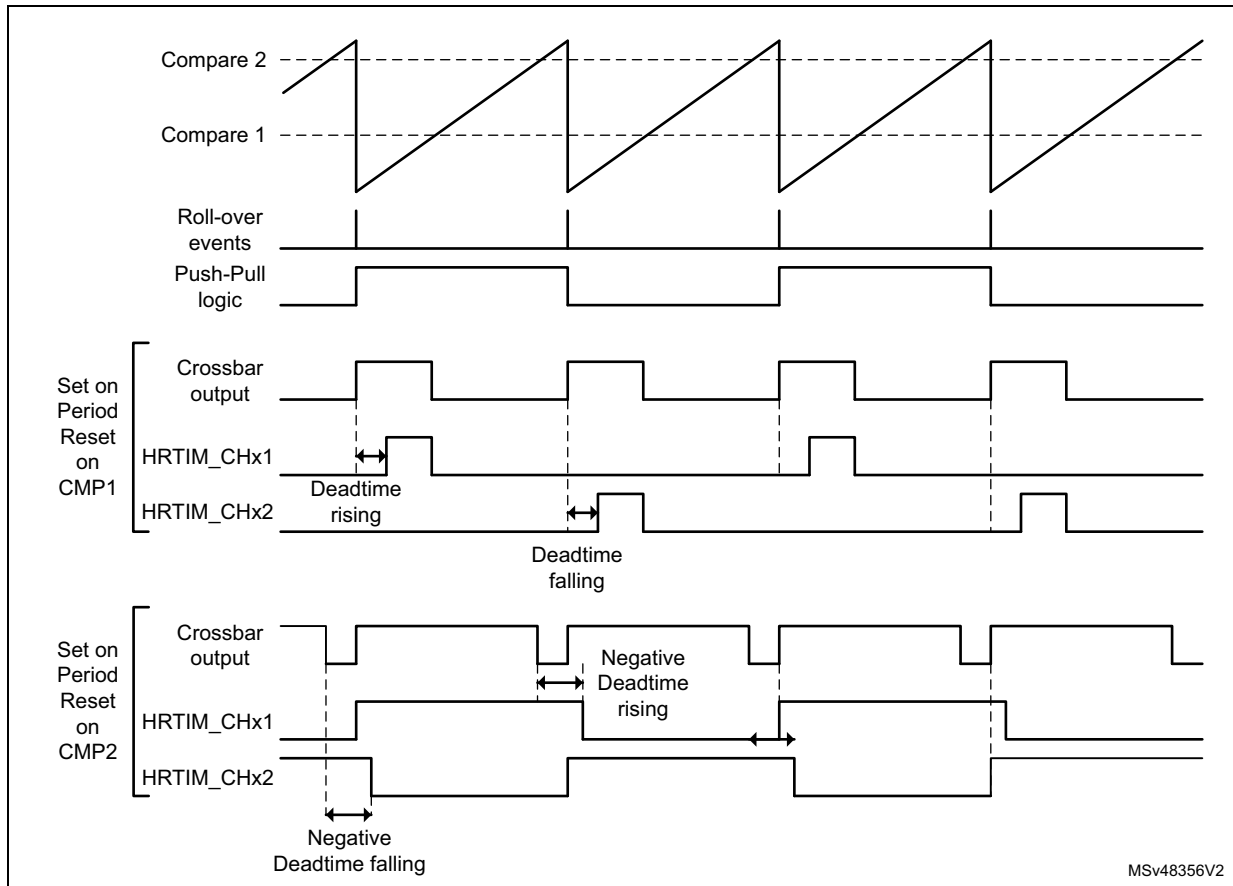 Compare 2
Compare 1
Roll-over
events
Push-Pull
logic
Set on
Period
Reset
on
CMP1
Crossbar
output
HRTIM_CHx1
Deadtime
rising
HRTIM_CHx2
Deadtime
falling
Set on
Period
Reset
on
CMP2
Crossbar
output
Negative
Deadtime
rising
HRTIM_CHx1
HRTIM_CHx2
Negative
Deadtime falling
MSv48356V2